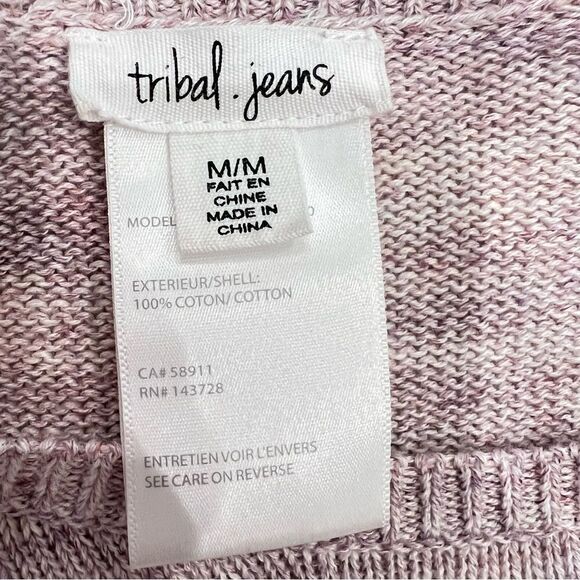 tribal.jeans
M/M
FAIT EN
CHINE
MADE IN
CHINA
MODEL
EXTERIEUR/SHELL:
100% COTON/ COTTON
CA# 58911
RN# 143728
ENTRETIEN VOIR L'ENVERS
SEE CARE ON REVERSE